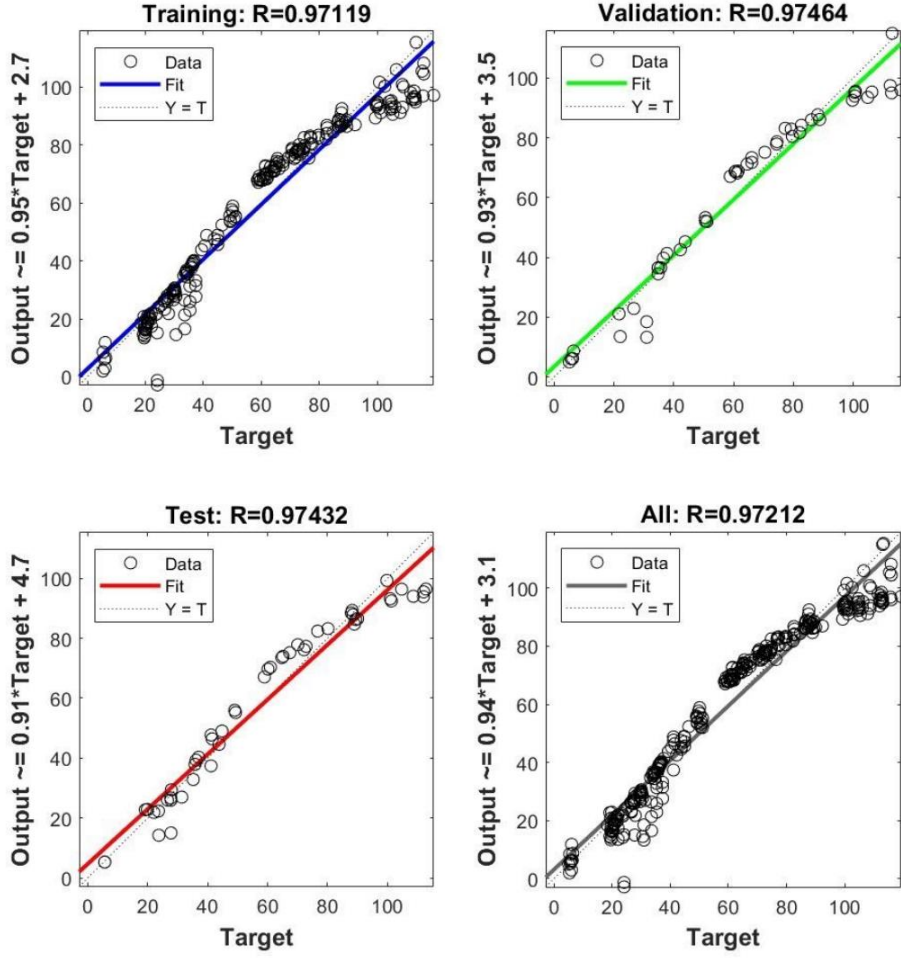 Training: R=0.97119
Output ~= 0.95*Target + 2.7
Data
Fit
Y = T
100
80
60
40
20
0
0 20 40 60 80 100
Target
Validation: R=0.97464
Output ~= 0.93*Target + 3.5
Data
Fit
Y = T
100
80
60
40
20
0
0 20 40 60 80 100
Target
Test: R=0.97432
Output ~= 0.91*Target + 4.7
Data
Fit
Y = T
100
80
60
40
20
0
0 20 40 60 80 100
Target
All: R=0.97212
Output ~= 0.94*Target + 3.1
Data
Fit
Y = T
100
80
60
40
20
0
0 20 40 60 80 100
Target